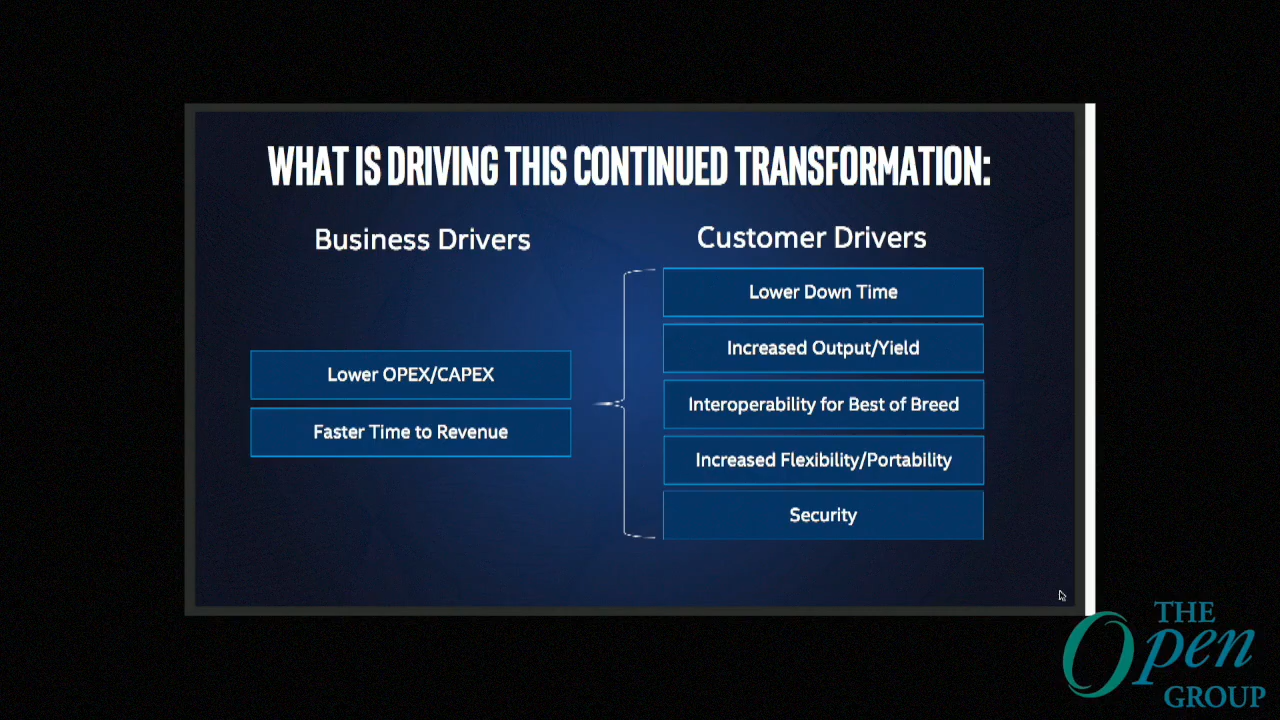 WHAT IS DRIVING THIS CONTINUED TRANSFORMATION:
Business Drivers
Lower OPEX/CAPEX
Faster Time to Revenue
Customer Drivers
Lower Down Time
Increased Output/Yield
Interoperability for Best of Breed
Increased Flexibility/Portability
Security
THE
Open
GROUP